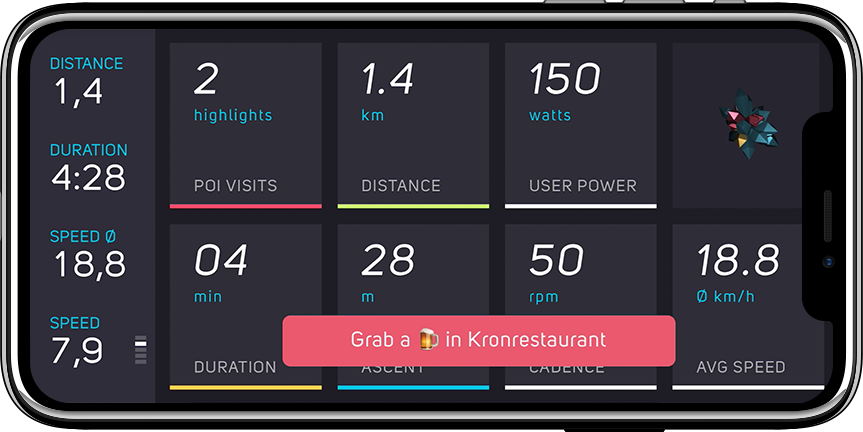 DISTANCE
1,4
DURATION
4:28
SPEED Ø
18,8
SPEED
7,9
2
highlights
POI VISITS
1.4
km
DISTANCE
150
watts
USER POWER
04
min
DURATION
28
m
ASCENT
50
rpm
CADENCE
18.8
Ø km/h
AVG SPEED
Grab a 🍺 in Kronrestaurant